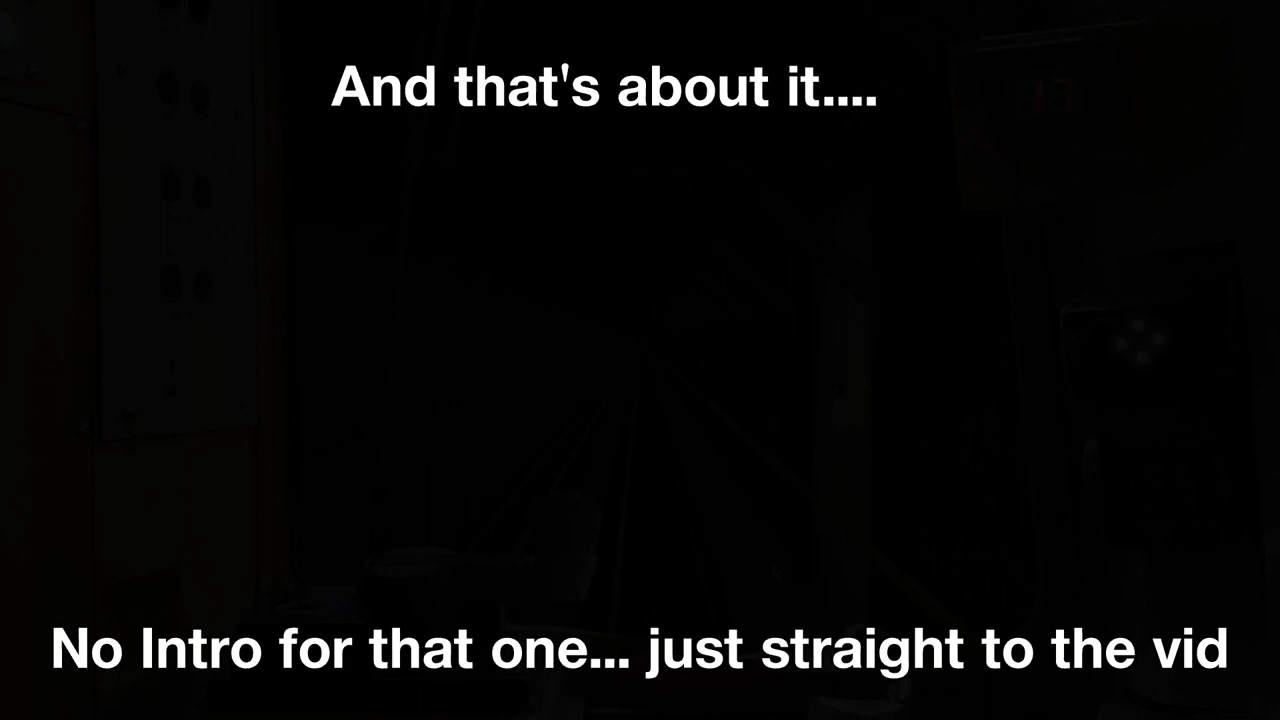 And that's about it....
No Intro for that one... just straight to the vid